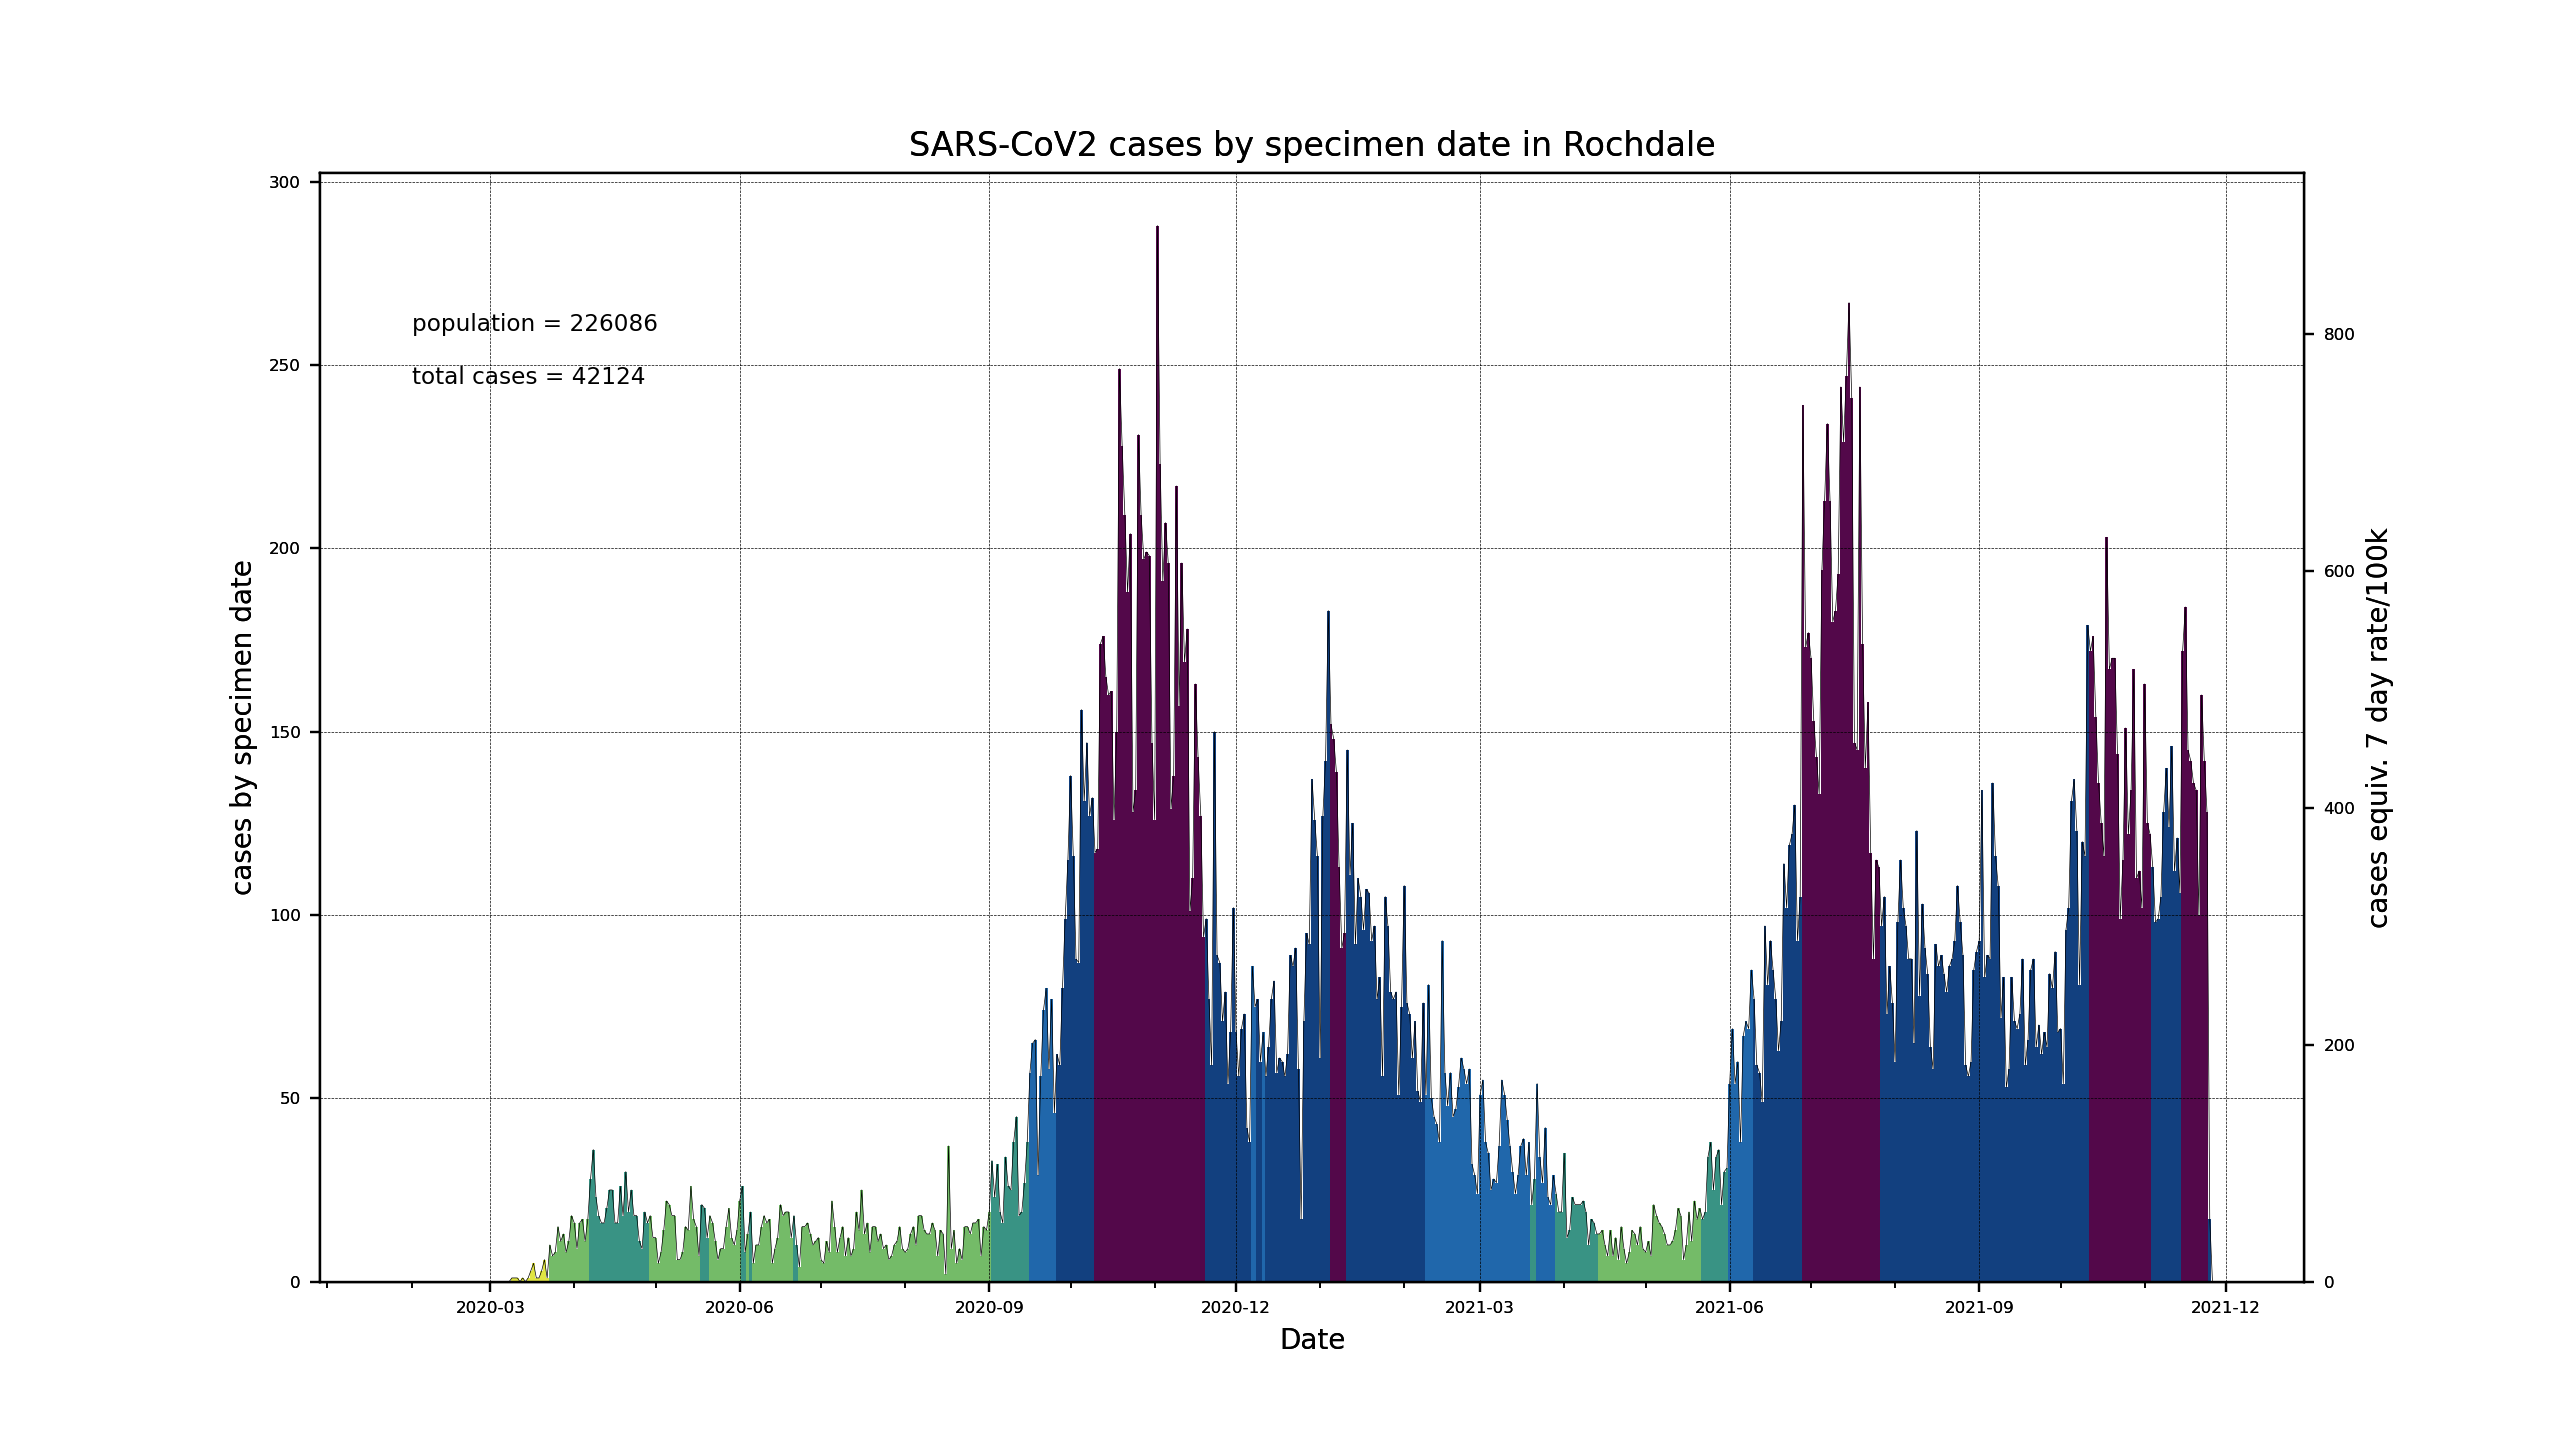 SARS-CoV2 cases by specimen date in Rochdale
population = 226086
total cases = 42124
cases by specimen date
300
250
200
150
100
50
0
800
600
400
200
0
cases equiv. 7 day rate/100k
2020-03 2020-06 2020-09 2020-12 2021-03 2021-06 2021-09 2021-12
Date